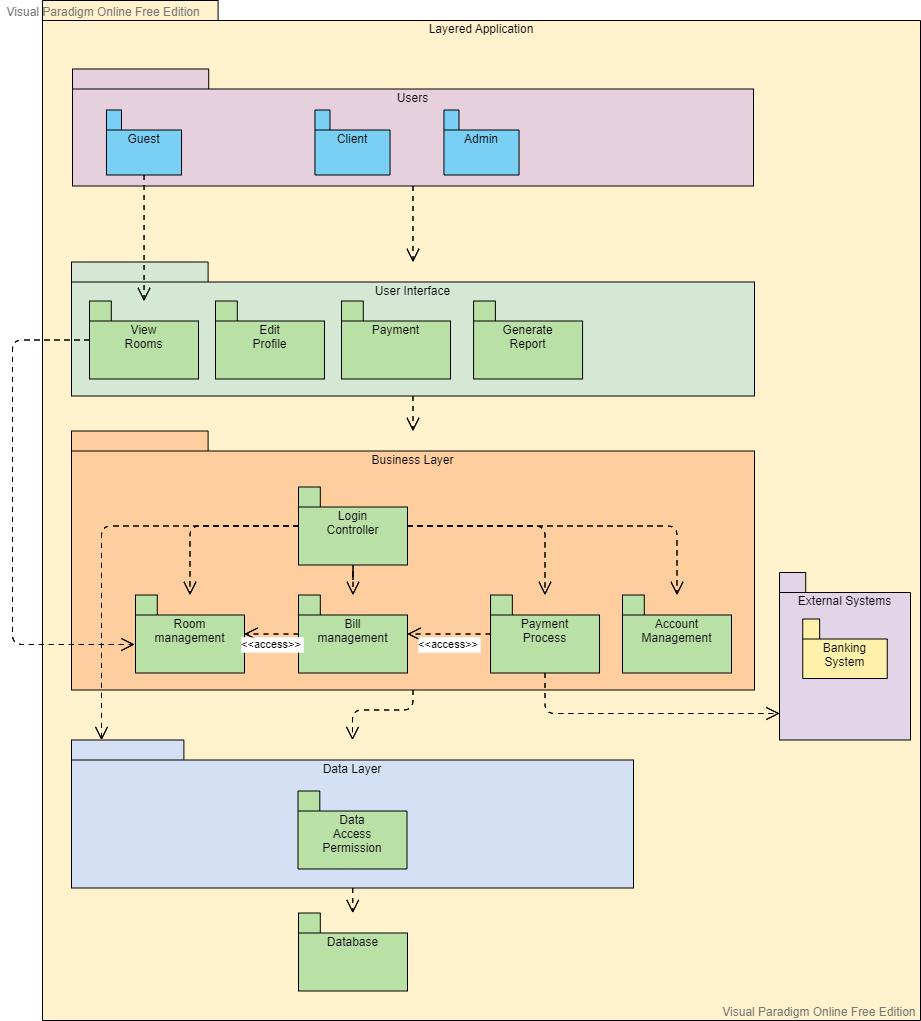 Visual Paradigm Online Free Edition
Layered Application
Users
Guest
Client
Admin
User Interface
View
Rooms
Edit
Profile
Payment
Generate
Report
Business Layer
Login
Controller
Room
management
<<access>>
Bill
management
<<access>>
Payment
Process
Account
Management
External Systems
Banking
System
Data Layer
Data
Access
Permission
Database
Visual Paradigm Online Free Edition